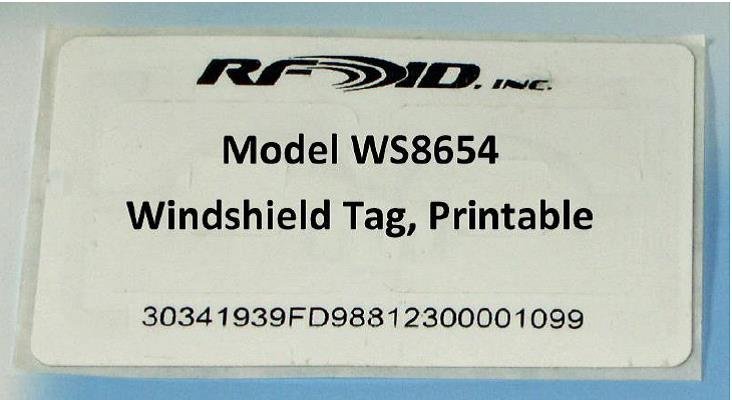 RFID, INC.
Model WS8654
Windshield Tag, Printable
30341939FD98812300001099